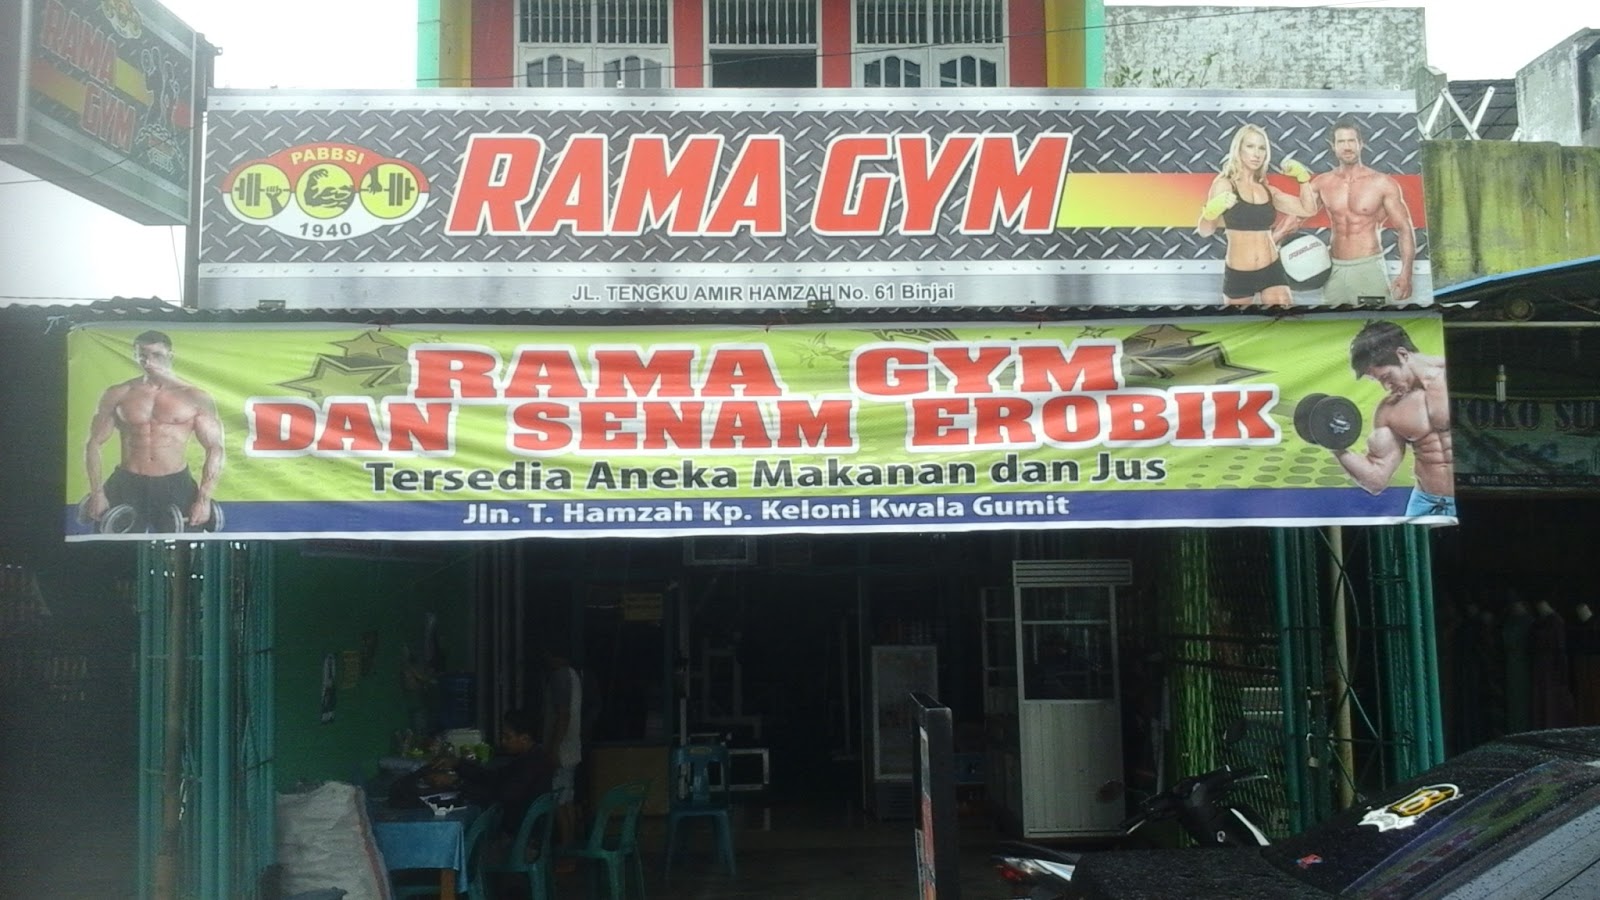 RAMA
GYM
PABBSI
1940
RAMA GYM
JL. TENGKU AMIR HAMZAH No. 61 Binjai
RAMA GYM
DAN SENAM EROBIK
Tersedia Aneka Makanan dan Jus
Jln. T. Hamzah Kp. Keloni Kwala Gumit
TOKO